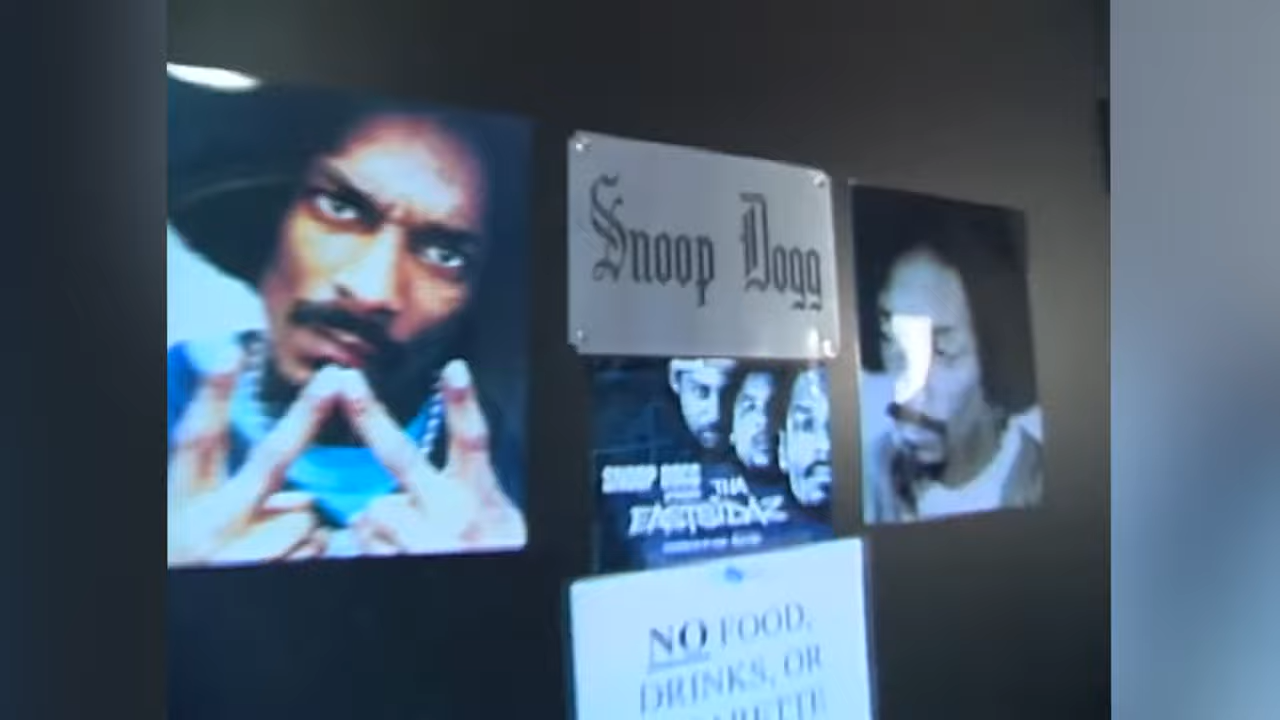 Snoop Dogg
SNOOP DOGG
THA
EASTSIDAZ
NO FOOD,
DRINKS, OR